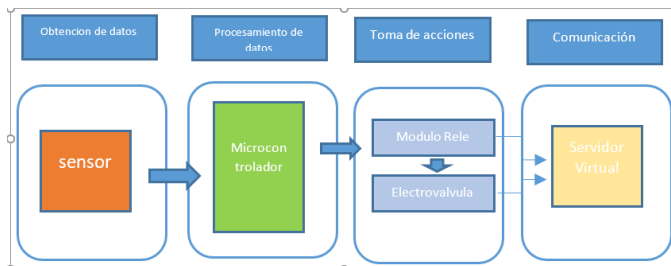 Obtencion de datos
Procesamiento de
datos
Toma de acciones
Comunicación
sensor
Microcon
trolador
Modulo Rele
Electrovalvula
Servidor
Virtual